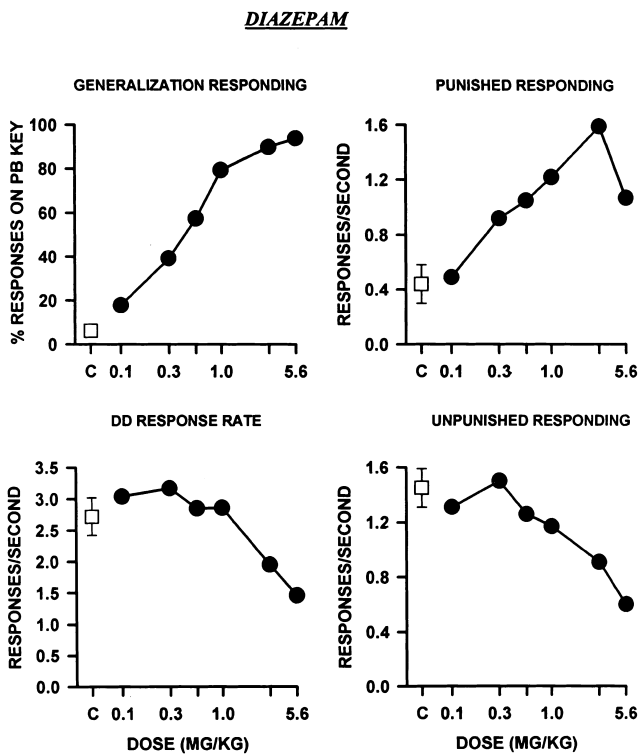 DIAZEPAM
GENERALIZATION RESPONDING
% RESPONSES ON PB KEY
100
80
60
40
20
0
C 0.1 0.3 1.0 5.6
PUNISHED RESPONDING
RESPONSES/SECOND
1.6
1.2
0.8
0.4
0.0
C 0.1 0.3 1.0 5.6
DD RESPONSE RATE
RESPONSES/SECOND
3.5
3.0
2.5
2.0
1.5
1.0
0.5
0.0
C 0.1 0.3 1.0 5.6
DOSE (MG/KG)
UNPUNISHED RESPONDING
RESPONSES/SECOND
1.6
1.2
0.8
0.4
0.0
C 0.1 0.3 1.0 5.6
DOSE (MG/KG)